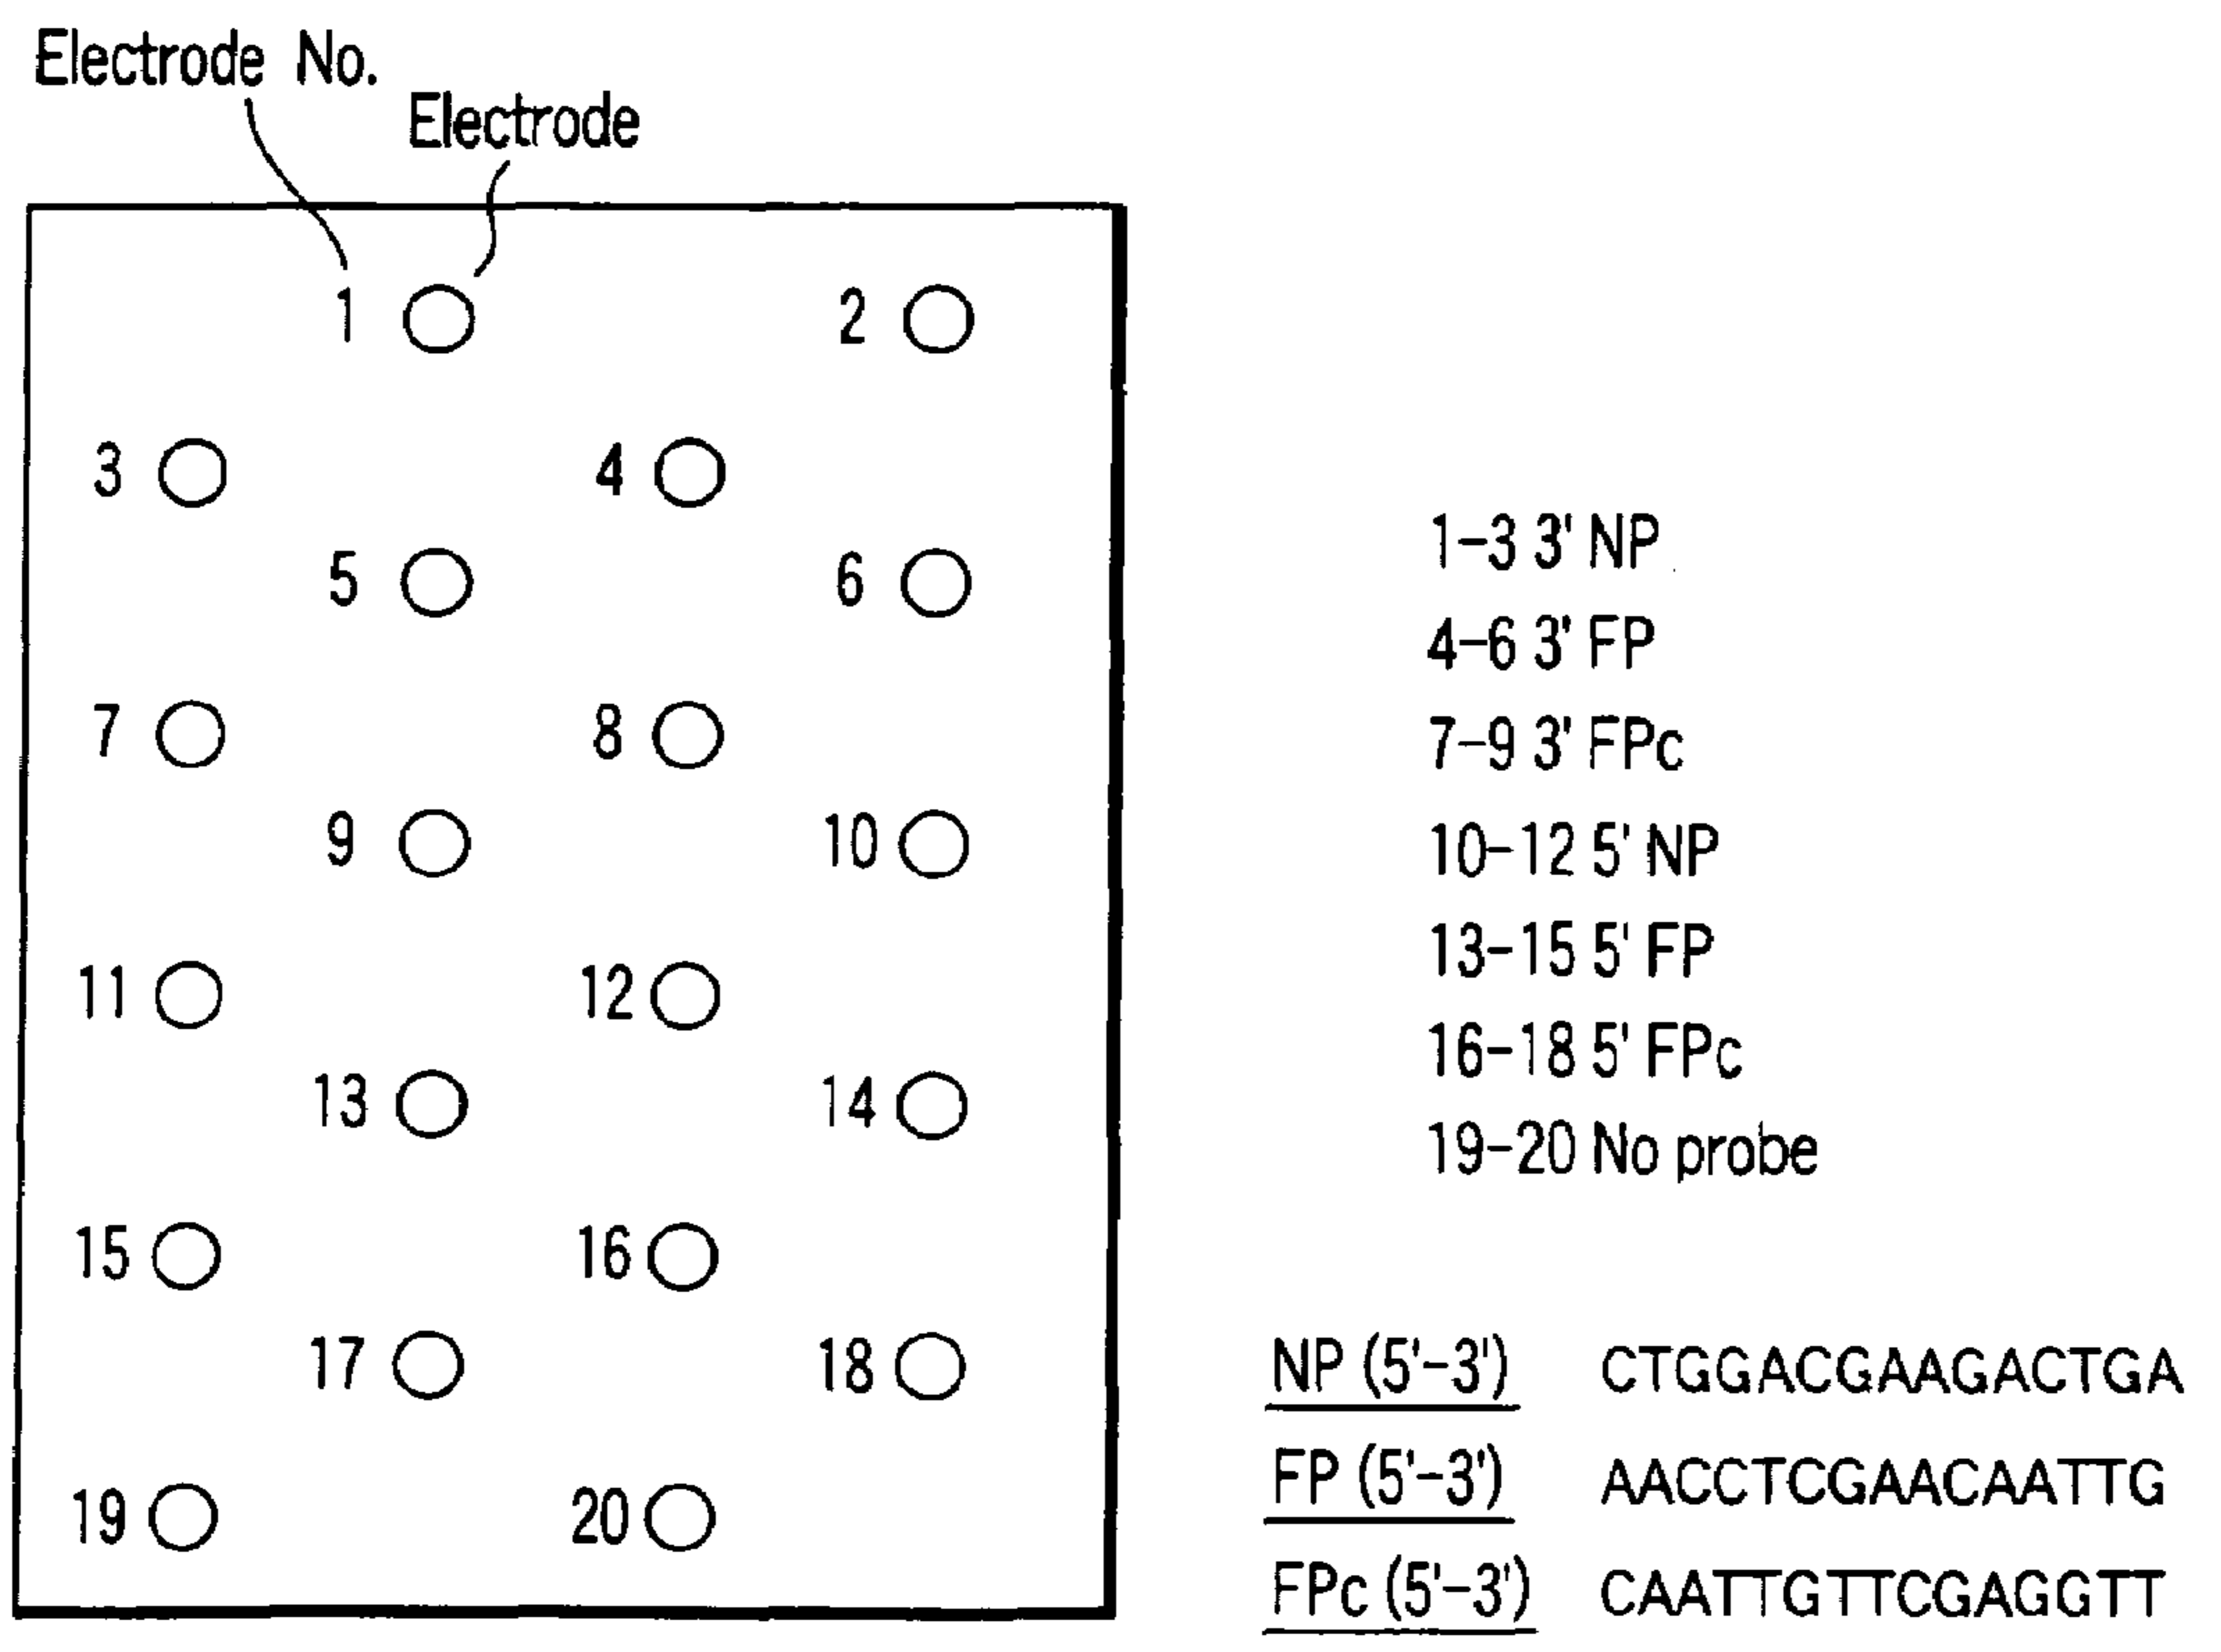 Electrode No.
Electrode
1
2
3
4
5
6
7
8
9
10
11
12
13
14
15
16
17
18
19
20
1-3 3' NP
4-6 3' FP
7-9 3' FPc
10-12 5' NP
13-15 5' FP
16-18 5' FPc
19-20 No probe
NP (5'-3') CTGGACGAAGACTGA
FP (5'-3') AACCTCGAACAATTG
FPc (5'-3') CAATTGTTCGAGGTT